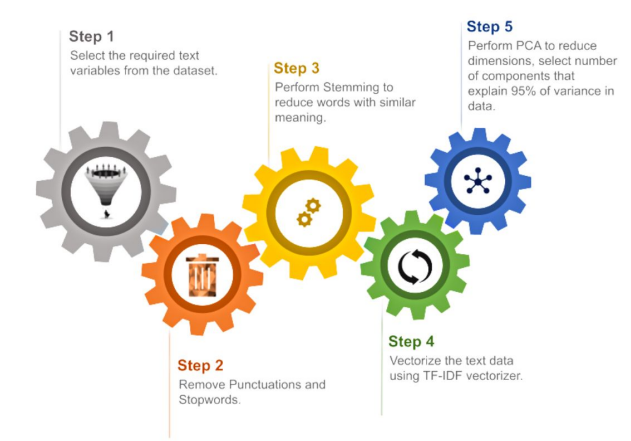 Step 1
Select the required text
variables from the dataset.
Step 2
Remove Punctuations and
Stopwords.
Step 3
Perform Stemming to
reduce words with similar
meaning.
Step 4
Vectorize the text data
using TF-IDF vectorizer.
Step 5
Perform PCA to reduce
dimensions, select number
of components that
explain 95% of variance in
data.